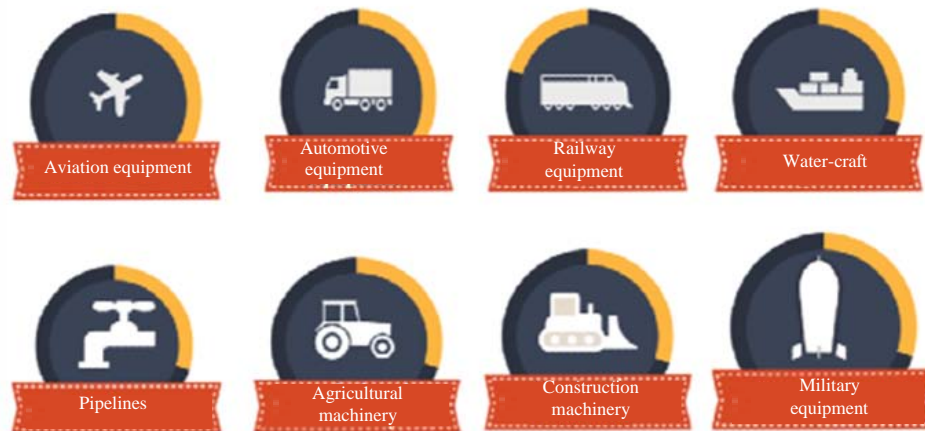 Aviation equipment
Automotive
equipment
Railway
equipment
Water-craft
Pipelines
Agricultural
machinery
Construction
machinery
Military
equipment